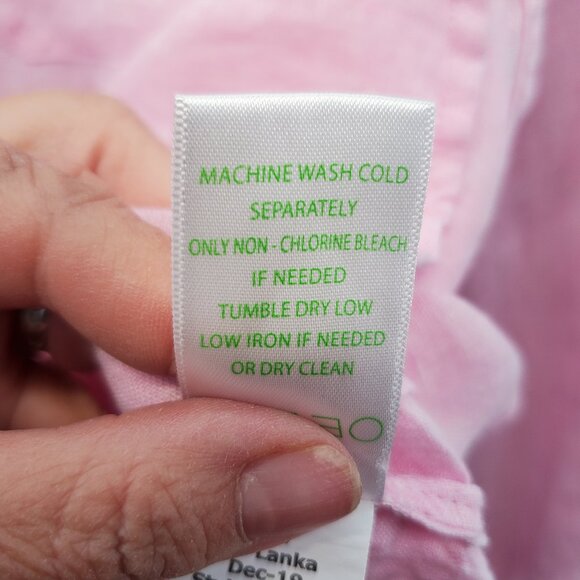 MACHINE WASH COLD
SEPARATELY
ONLY NON - CHLORINE BLEACH
IF NEEDED
TUMBLE DRY LOW
LOW IRON IF NEEDED
OR DRY CLEAN
Lanka
Dec-19